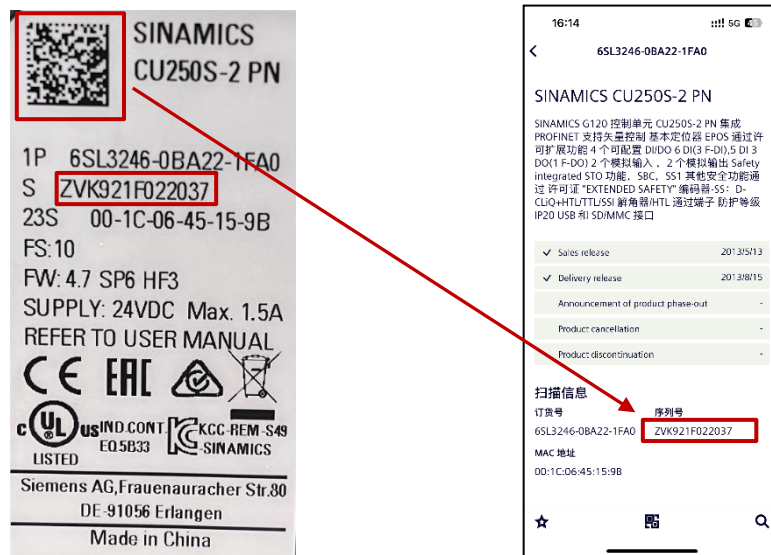 SINAMICS
CU250S-2 PN
1P 6SL3246-0BA22-1FA0
S ZVK921F022037
23S 00-1C-06-45-15-9B
FS:10
FW: 4.7 SP6 HF3
SUPPLY: 24VDC Max. 1.5A
REFER TO USER MANUAL
CE EAC
c UL us LISTED
IND.CONT.
EQ.5B33
KCC-REM-S49
-SINAMICS
Siemens AG,Frauenauracher Str.80
DE-91056 Erlangen
Made in China
16:14
5G
6SL3246-0BA22-1FA0
SINAMICS CU250S-2 PN
SINAMICS G120 控制单元 CU250S-2 PN 集成
PROFINET 支持矢量控制 基本定位器 EPOS 通过许
可扩展功能 4 个可配置 DI/DO 6 DI(3 F-DI),5 DI 3
DO(1 F-DO) 2 个模拟输入 ，2 个模拟输出 Safety
integrated STO 功能，SBC，SS1 其他安全功能通
过 许可证 "EXTENDED SAFETY" 编码器-SS：D-
CLiQ+HTL/TTL/SSI 解角器/HTL 通过端子 防护等级
IP20 USB 和 SD/MMC 接口
Sales release 2013/5/13
Delivery release 2013/8/15
Announcement of product phase-out -
Product cancellation -
Product discontinuation -
扫描信息
订货号 序列号
6SL3246-0BA22-1FA0 ZVK921F022037
MAC 地址
00:1C:06:45:15:9B